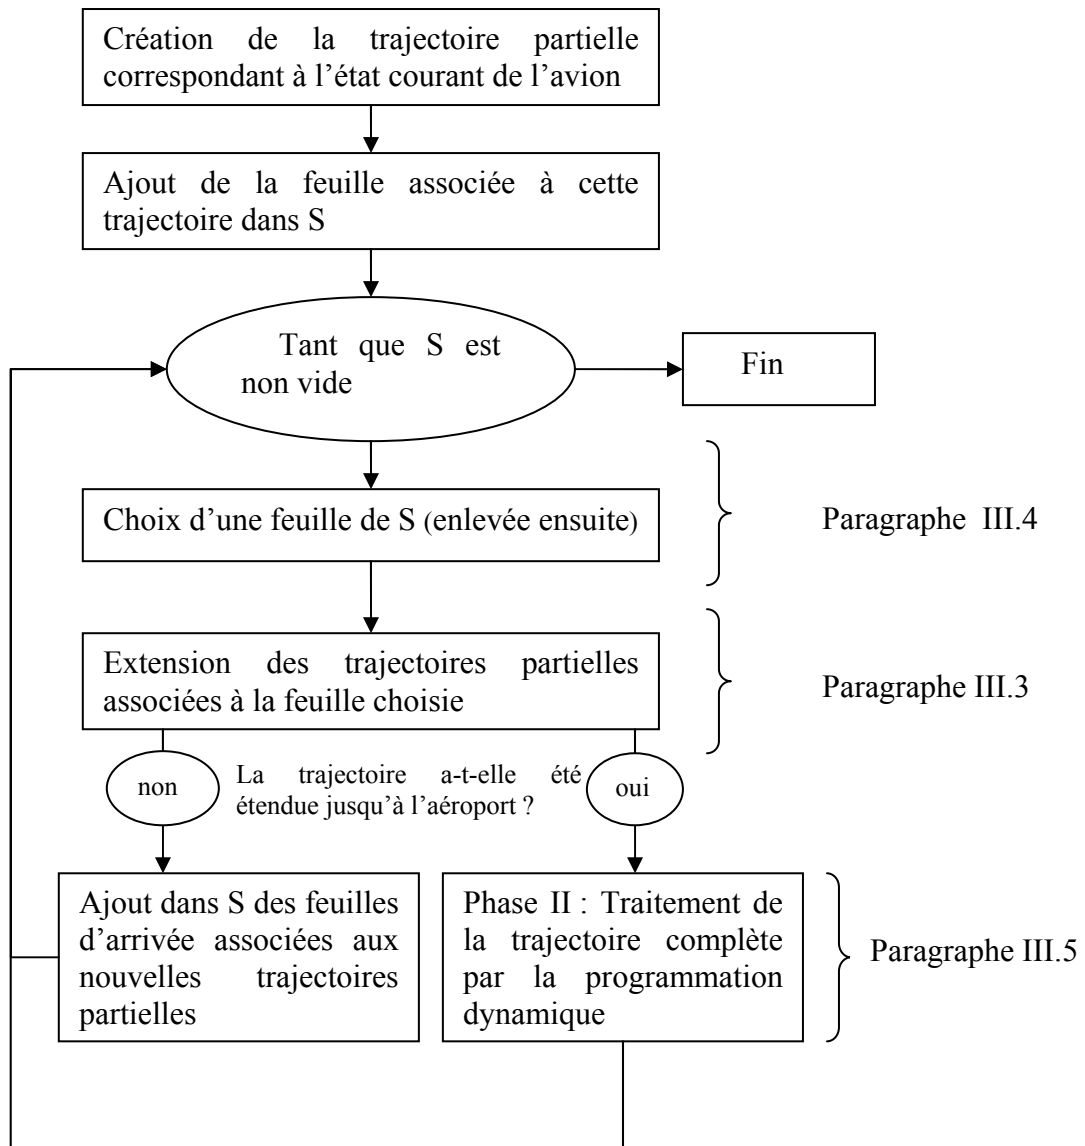 Création de la trajectoire partielle
correspondant à l’état courant de l’avion
Ajout de la feuille associée à cette
trajectoire dans S
Tant que S est
non vide
Fin
Choix d’une feuille de S (enlevée ensuite)
Paragraphe III.4
Extension des trajectoires partielles
associées à la feuille choisie
Paragraphe III.3
non
La trajectoire a-t-elle été
étendue jusqu’à l’aéroport ?
oui
Ajout dans S des feuilles
d’arrivée associées aux
nouvelles trajectoires
partielles
Phase II : Traitement de
la trajectoire complète
par la programmation
dynamique
Paragraphe III.5